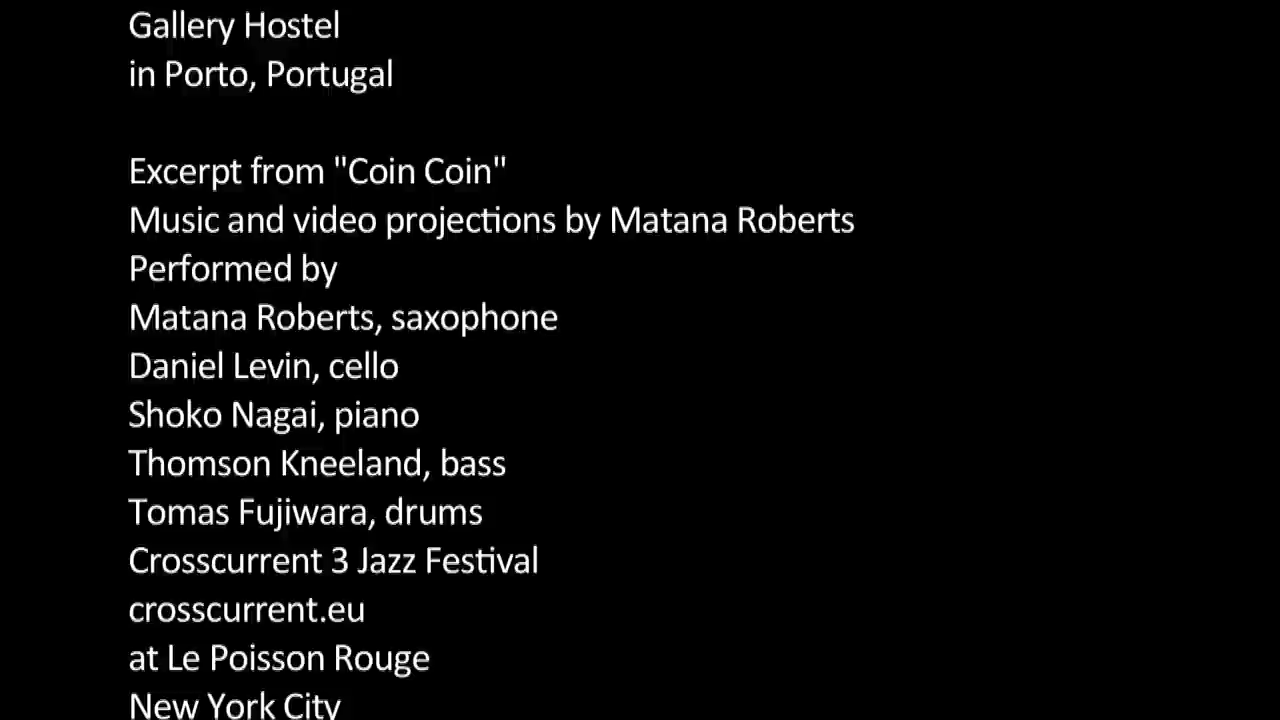 Gallery Hostel
in Porto, Portugal
Excerpt from "Coin Coin"
Music and video projections by Matana Roberts
Performed by
Matana Roberts, saxophone
Daniel Levin, cello
Shoko Nagai, piano
Thomson Kneeland, bass
Tomas Fujiwara, drums
Crosscurrent 3 Jazz Festival
crosscurrent.eu
at Le Poisson Rouge
New York City